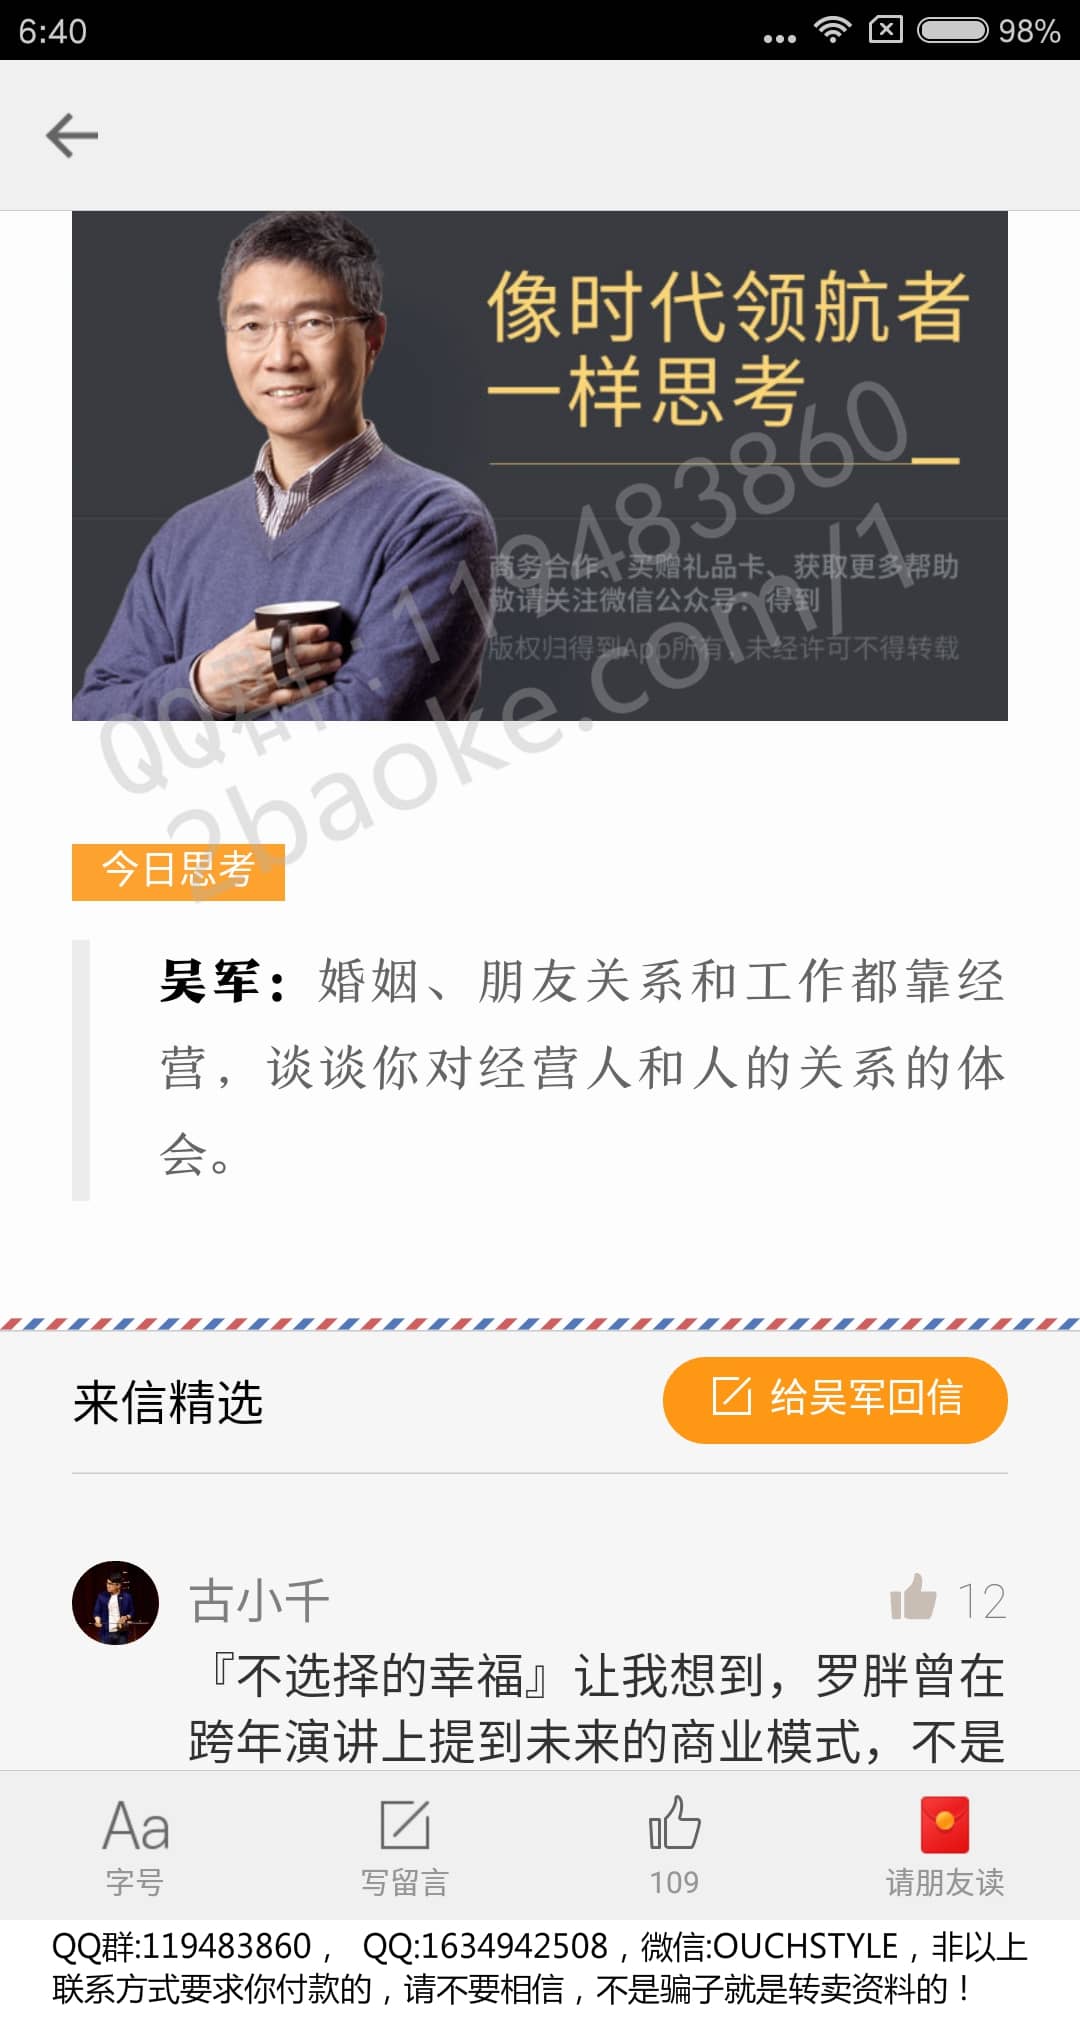 6:40
98%
像时代领航者
一样思考
商务合作、买赠礼品卡、获取更多帮助
敬请关注微信公众号：得到
版权归得到App所有，未经许可不得转载
QQ群：119483860
2baoke.com/1
今日思考
吴军：婚姻、朋友关系和工作都靠经
营，谈谈你对经营人和人的关系的体
会。
来信精选
给吴军回信
古小千
12
『不选择的幸福』让我想到，罗胖曾在
跨年演讲上提到未来的商业模式，不是
Aa
字号
写留言
109
请朋友读
QQ群:119483860， QQ:1634942508，微信:OUCHSTYLE，非以上
联系方式要求你付款的，请不要相信，不是骗子就是转卖资料的！